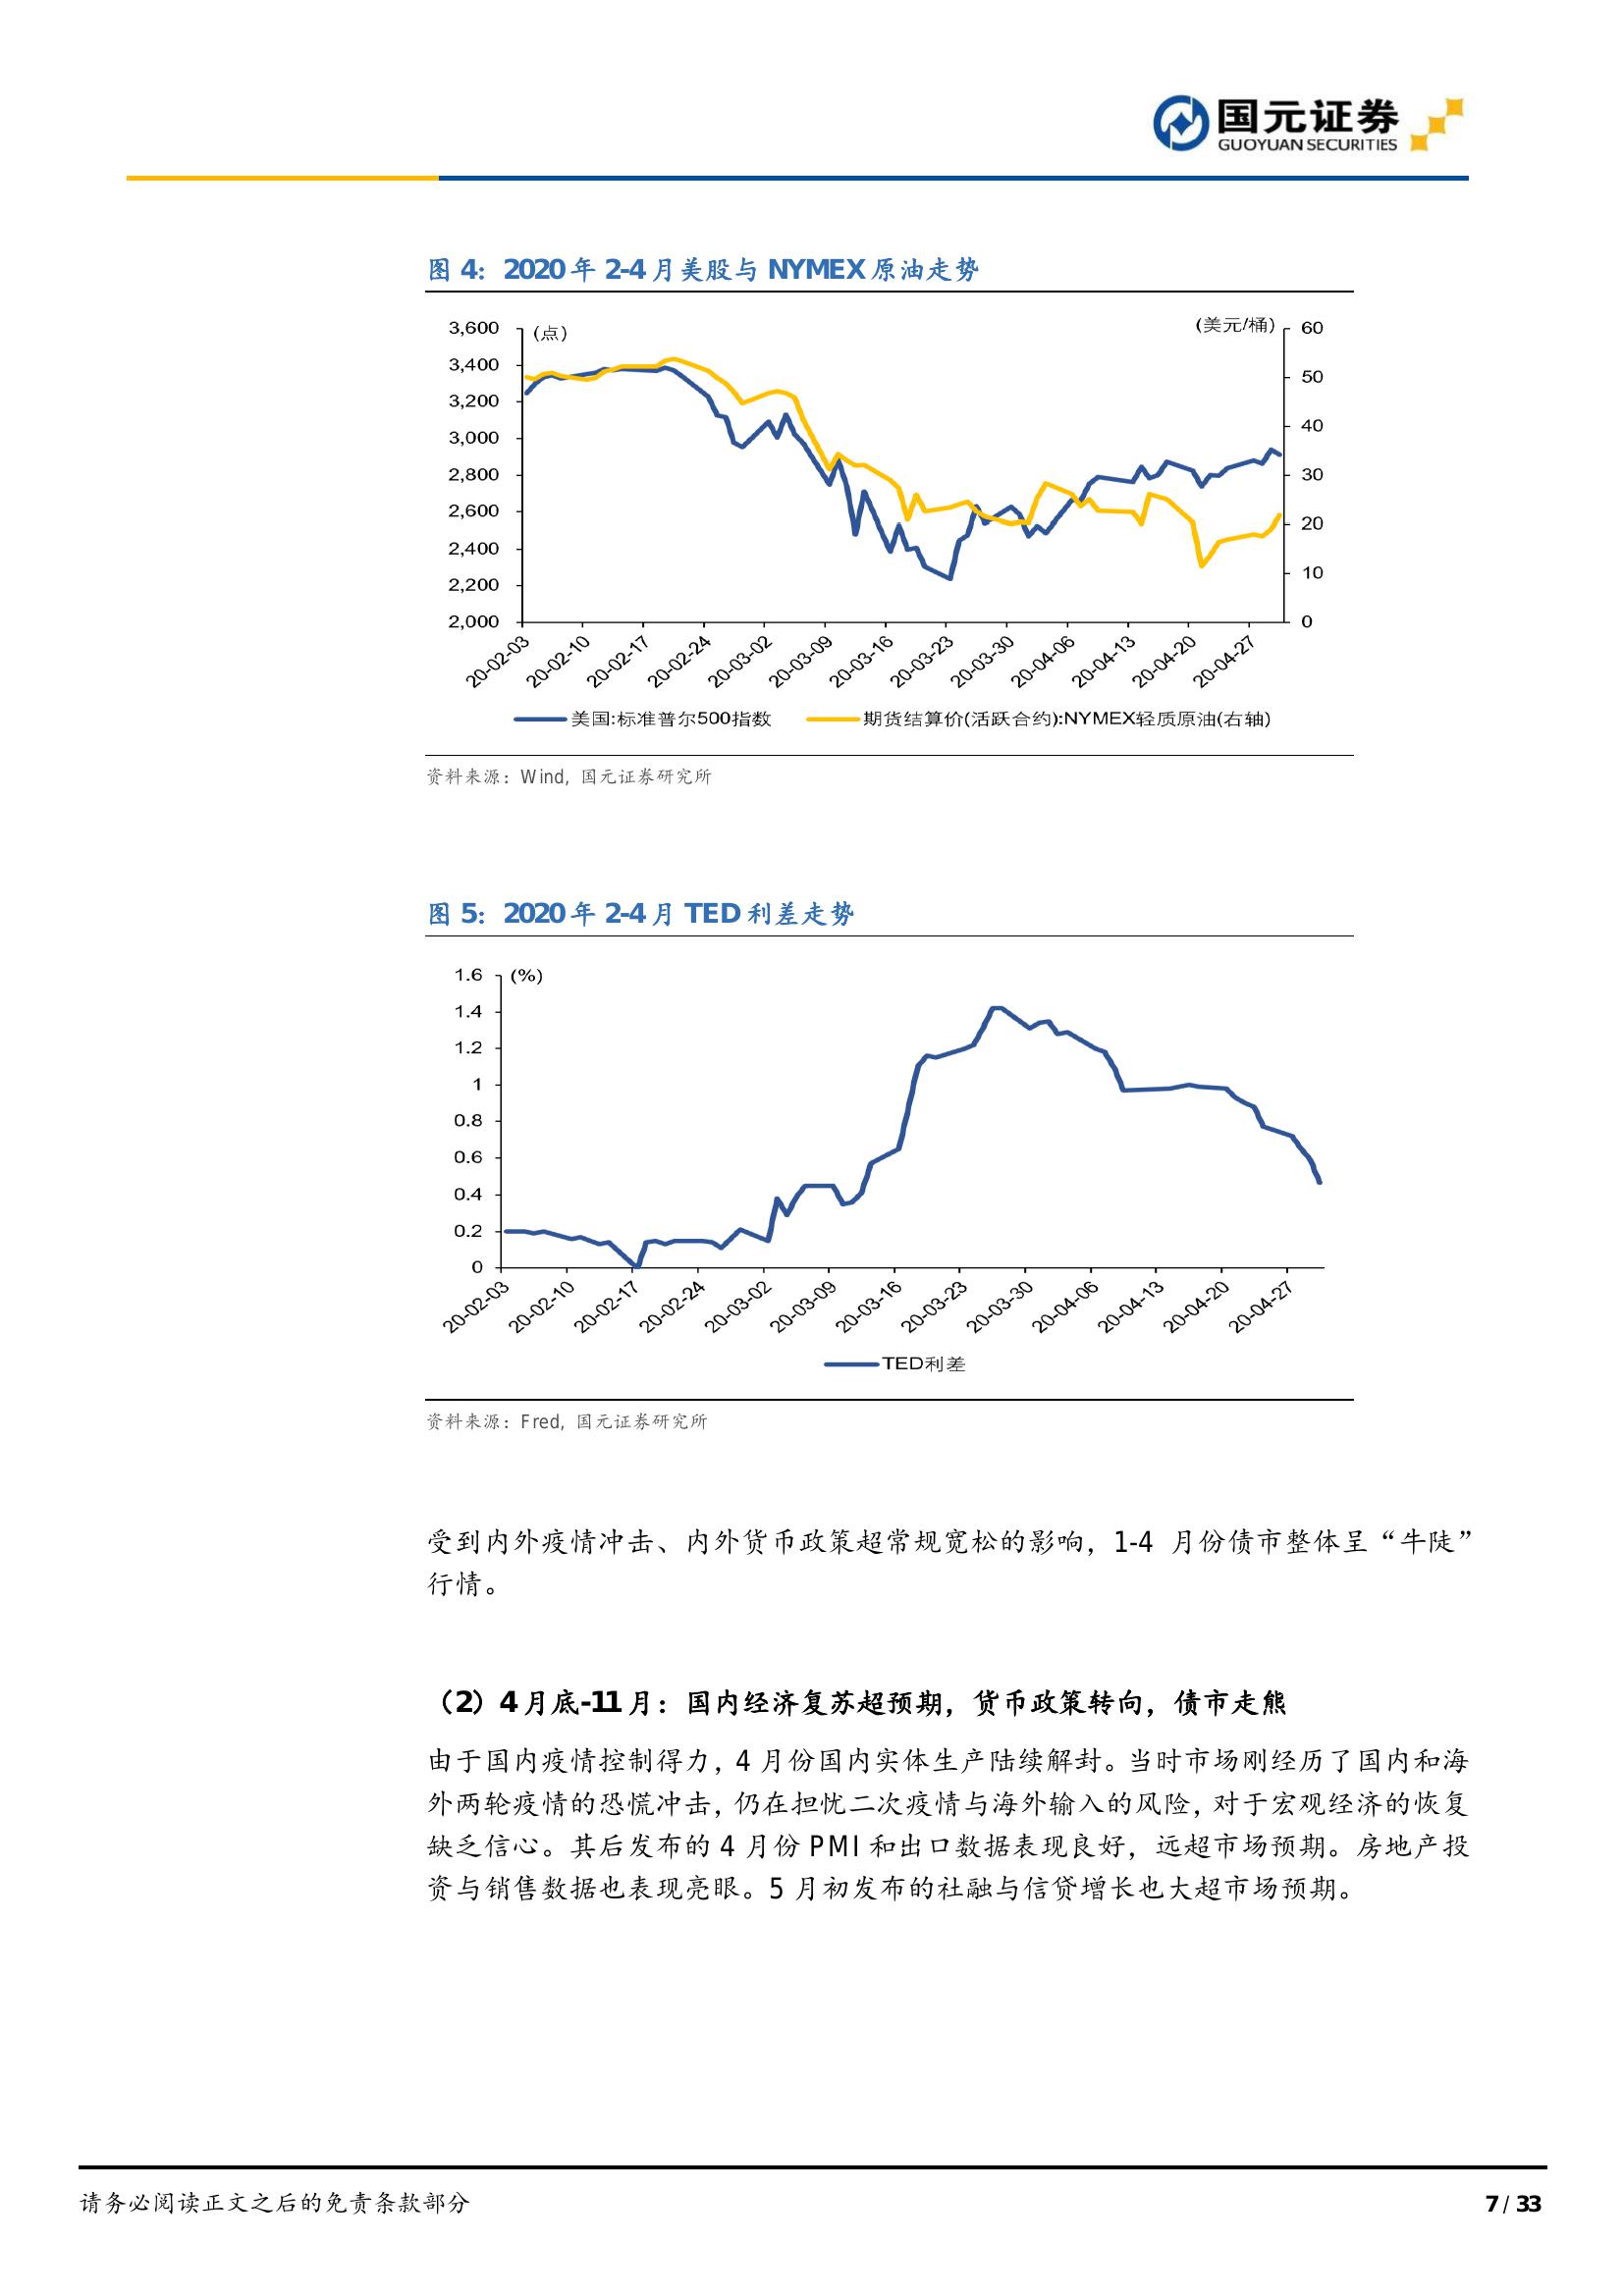 国元证券
GUOYUAN SECURITIES
图 4：2020 年 2-4 月美股与 NYMEX 原油走势
(点)
(美元/桶)
3,600
3,400
3,200
3,000
2,800
2,600
2,400
2,200
2,000
60
50
40
30
20
10
0
20-02-03
20-02-10
20-02-17
20-02-24
20-03-02
20-03-09
20-03-16
20-03-23
20-03-30
20-04-06
20-04-13
20-04-20
20-04-27
美国:标准普尔500指数
期货结算价(活跃合约):NYMEX轻质原油(右轴)
资料来源：Wind，国元证券研究所
图 5：2020 年 2-4 月 TED 利差走势
(%)
1.6
1.4
1.2
1
0.8
0.6
0.4
0.2
0
20-02-03
20-02-10
20-02-17
20-02-24
20-03-02
20-03-09
20-03-16
20-03-23
20-03-30
20-04-06
20-04-13
20-04-20
20-04-27
TED利差
资料来源：Fred，国元证券研究所
受到内外疫情冲击、内外货币政策超常规宽松的影响，1-4 月份债市整体呈“牛陡”
行情。
（2）4 月底-11 月：国内经济复苏超预期，货币政策转向，债市走熊
由于国内疫情控制得力，4 月份国内实体生产陆续解封。当时市场刚经历了国内和海
外两轮疫情的恐慌冲击，仍在担忧二次疫情与海外输入的风险，对于宏观经济的恢复
缺乏信心。其后发布的 4 月份 PMI 和出口数据表现良好，远超市场预期。房地产投
资与销售数据也表现亮眼。5 月初发布的社融与信贷增长也大超市场预期。
请务必阅读正文之后的免责条款部分
7 / 33